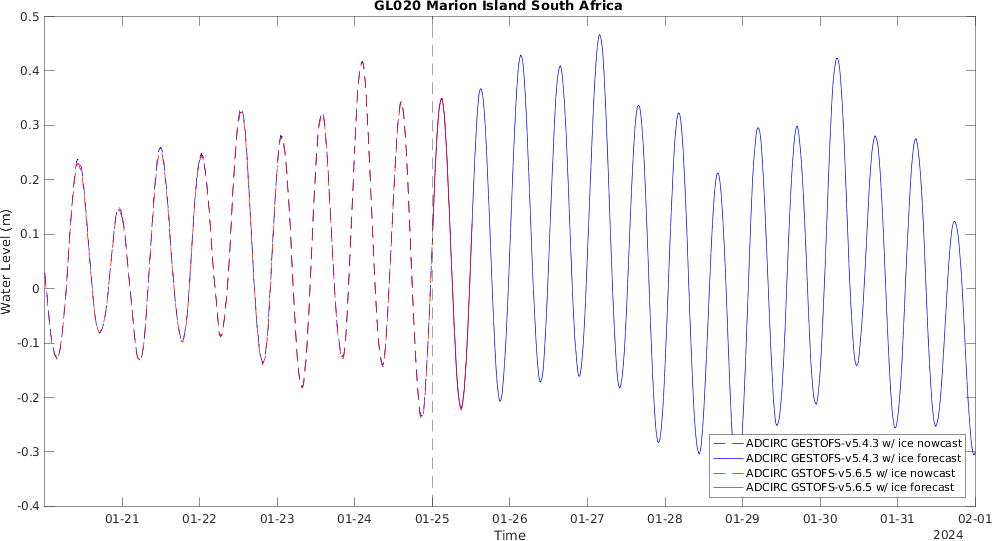 GL020 Marion Island South Africa
0.5
0.4
0.3
0.2
0.1
0
-0.1
-0.2
-0.3
-0.4
Water Level (m)
ADCIRC GESTOFS-v5.4.3 w/ ice nowcast
ADCIRC GESTOFS-v5.4.3 w/ ice forecast
ADCIRC GSTOFS-v5.6.5 w/ ice nowcast
ADCIRC GSTOFS-v5.6.5 w/ ice forecast
01-21 01-22 01-23 01-24 01-25 01-26 01-27 01-28 01-29 01-30 01-31 02-01
Time
2024